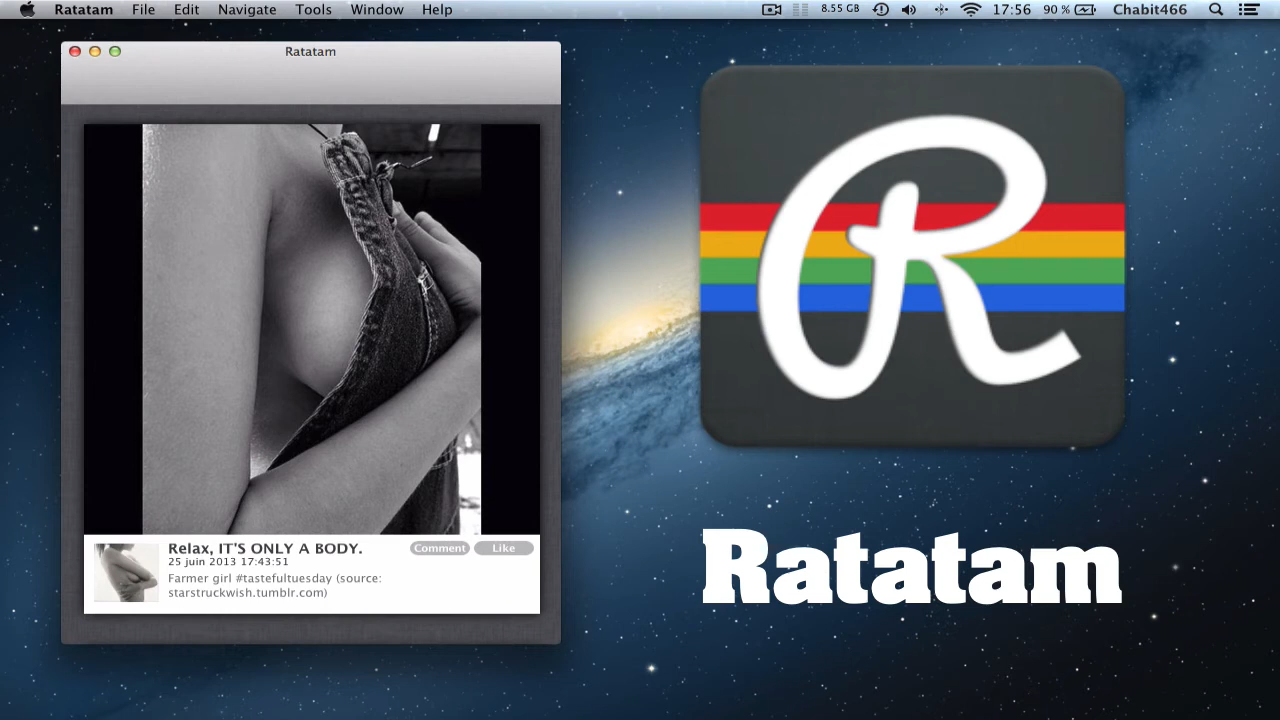 Ratatam File Edit Navigate Tools Window Help 8.55 GB 17:56 90 % Chabit466
Ratatam
R
Relax, IT'S ONLY A BODY.
Comment Like
25 juin 2013 17:43:51
Farmer girl #tastefultuesday (source:
starstruckwish.tumblr.com)
Ratatam